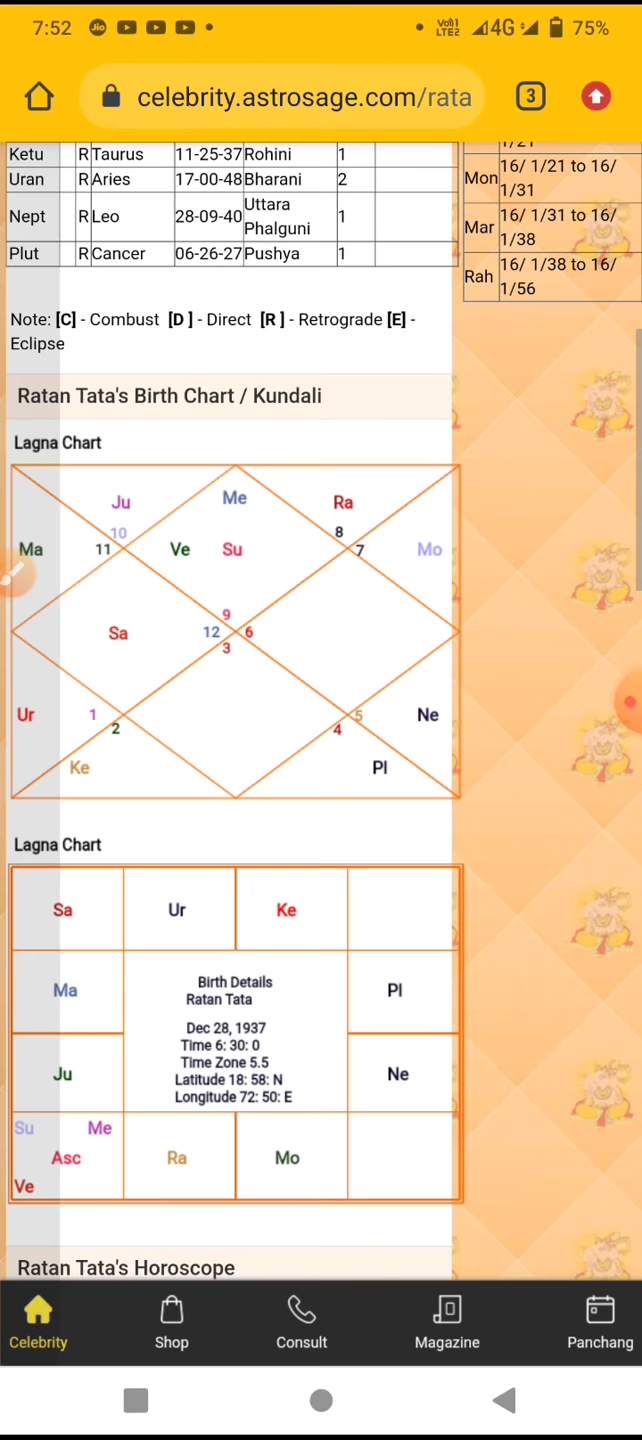 7:52 Jio Vo)) 1 LTE2 4G 75%
celebrity.astrosage.com/rata 3
Ketu R Taurus 11-25-37 Rohini 1
Uran R Aries 17-00-48 Bharani 2
Nept R Leo 28-09-40 Uttara Phalguni 1
Plut R Cancer 06-26-27 Pushya 1
1/21
Mon 16/ 1/21 to 16/ 1/31
Mar 16/ 1/31 to 16/ 1/38
Rah 16/ 1/38 to 16/ 1/56
Note: [C] - Combust [D ] - Direct [R ] - Retrograde [E] -
Eclipse
Ratan Tata's Birth Chart / Kundali
Lagna Chart
Ju Me Ra
10 8
Ma 11 Ve Su 7 Mo
9
Sa 12 6
3
Ur 1 5 Ne
2 4
Ke Pl
Lagna Chart
Sa Ur Ke
Ma Pl
Birth Details
Ratan Tata
Dec 28, 1937
Time 6: 30: 0
Time Zone 5.5
Latitude 18: 58: N
Longitude 72: 50: E
Ju Ne
Su Me
Asc Ra Mo
Ve
Ratan Tata's Horoscope
Celebrity Shop Consult Magazine Panchang